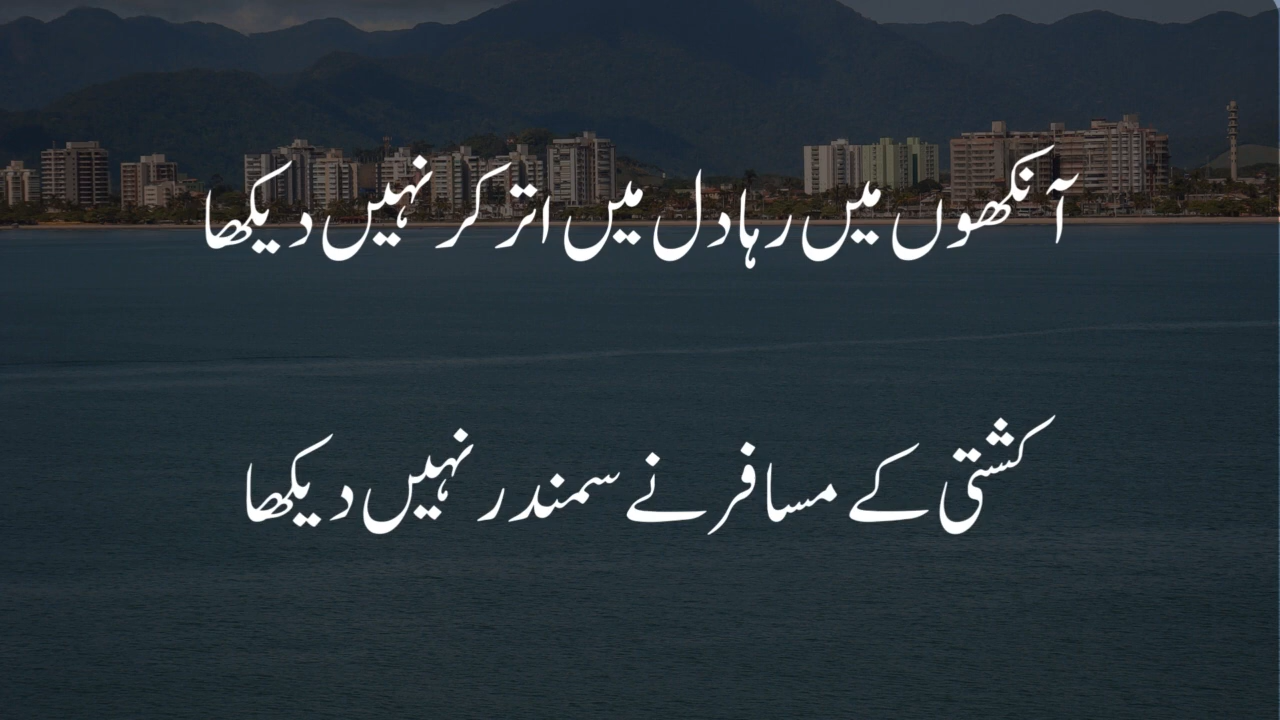 آنکھوں میں رہا دل میں اتر کر نہیں دیکھا
کشتی کے مسافر نے سمندر نہیں دیکھا